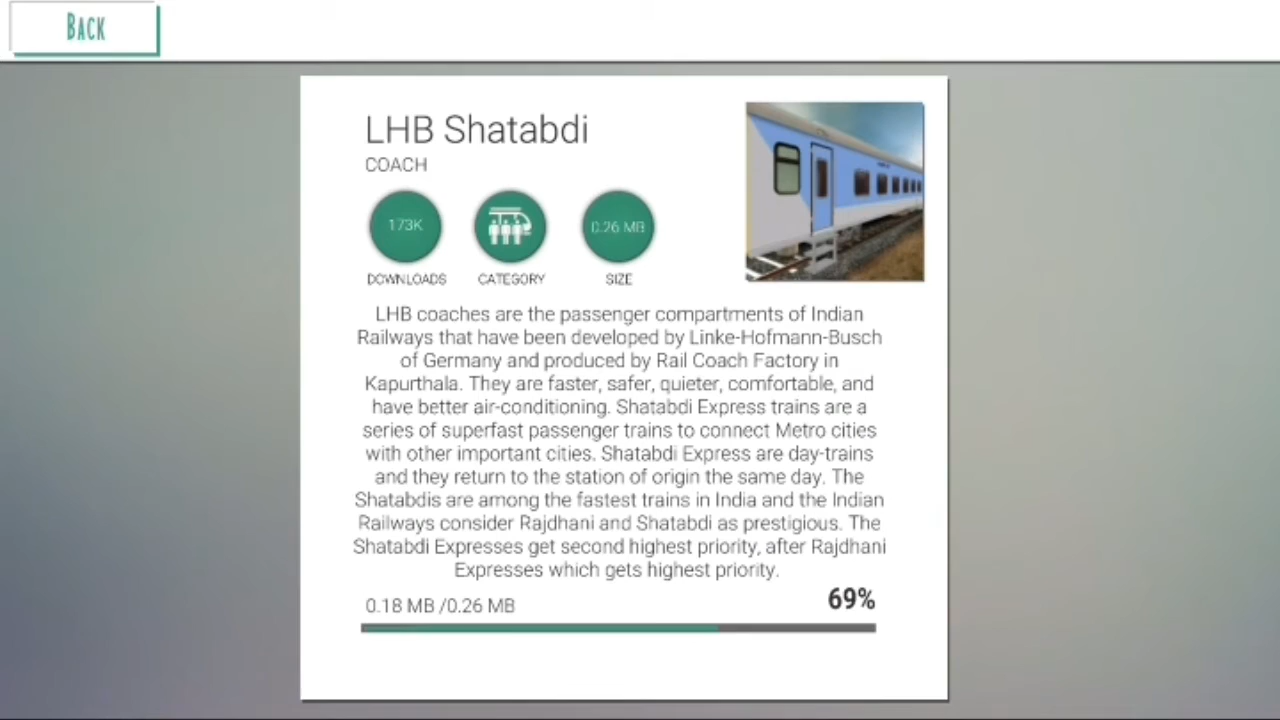 BACK
LHB Shatabdi
COACH
173K
0.26 MB
DOWNLOADS
CATEGORY
SIZE
LHB coaches are the passenger compartments of Indian
Railways that have been developed by Linke-Hofmann-Busch
of Germany and produced by Rail Coach Factory in
Kapurthala. They are faster, safer, quieter, comfortable, and
have better air-conditioning. Shatabdi Express trains are a
series of superfast passenger trains to connect Metro cities
with other important cities. Shatabdi Express are day-trains
and they return to the station of origin the same day. The
Shatabdis are among the fastest trains in India and the Indian
Railways consider Rajdhani and Shatabdi as prestigious. The
Shatabdi Expresses get second highest priority, after Rajdhani
Expresses which gets highest priority.
0.18 MB /0.26 MB
69%